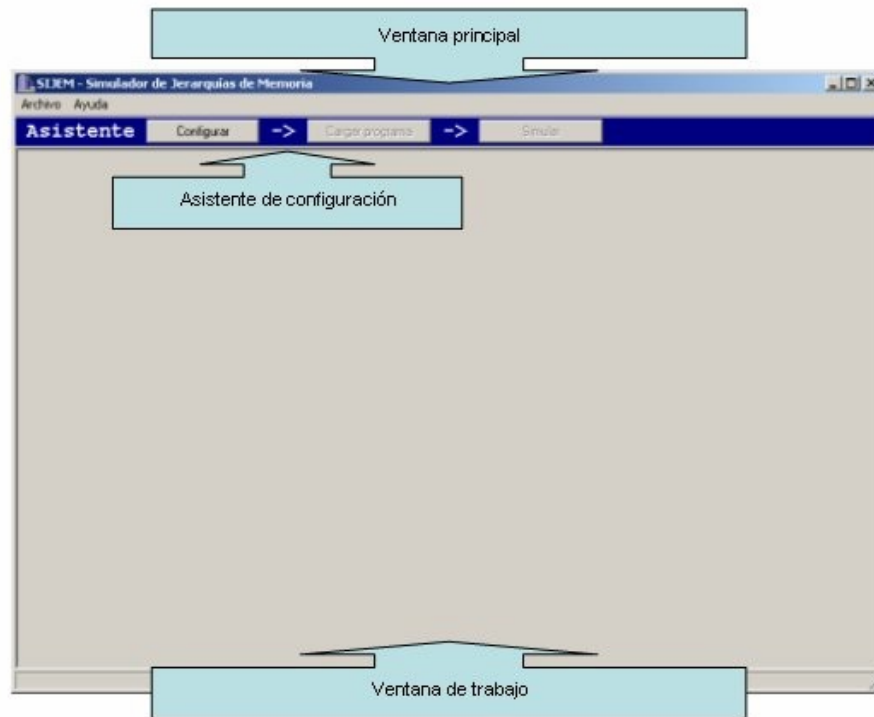 Ventana principal
SIJEM - Simulador de Jerarquías de Memoria
Archivo Ayuda
Asistente Configurar -> Cargar programa -> Simular
Asistente de configuración
Ventana de trabajo